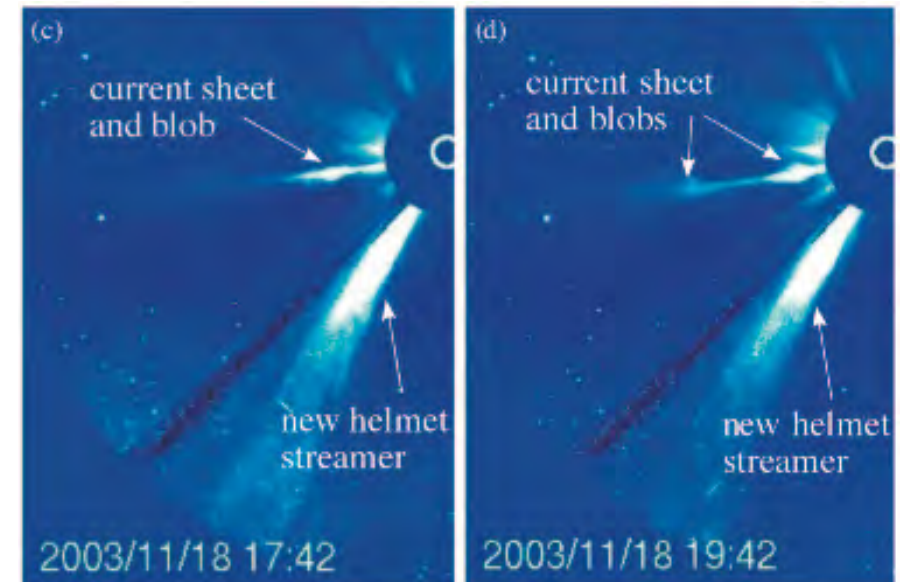 (c)
current sheet
and blob
new helmet
streamer
2003/11/18 17:42
(d)
current sheet
and blobs
new helmet
streamer
2003/11/18 19:42